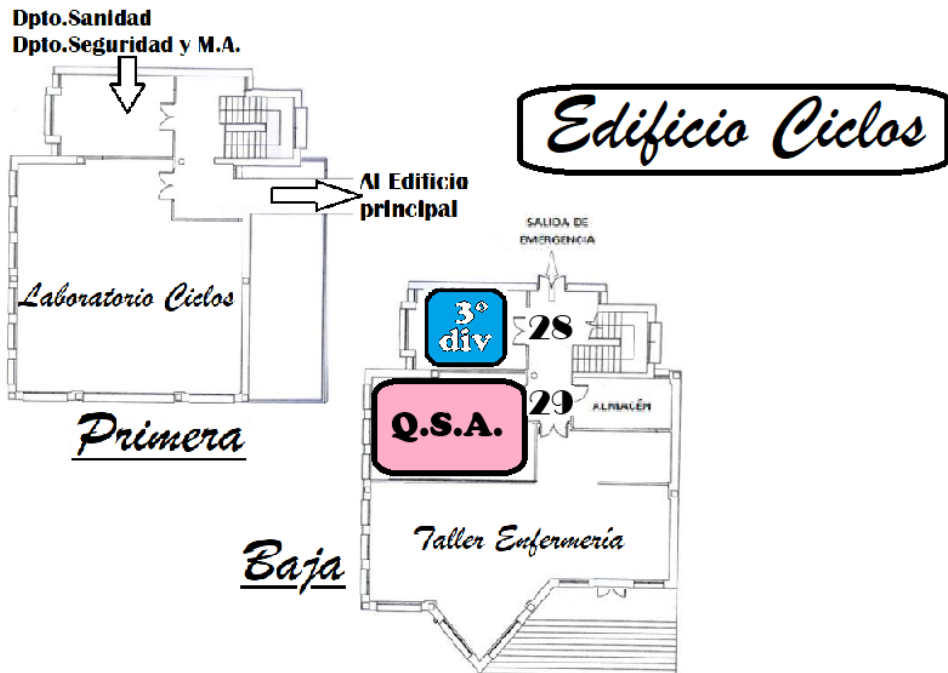 Dpto.Sanidad
Dpto.Seguridad y M.A.
Edificio Ciclos
Al Edificio
principal
Laboratorio Ciclos
Primera
SALIDA DE
EMERGENCIA
3º
div
28
Q.S.A.
29
ALMACÉN
Taller Enfermería
Baja